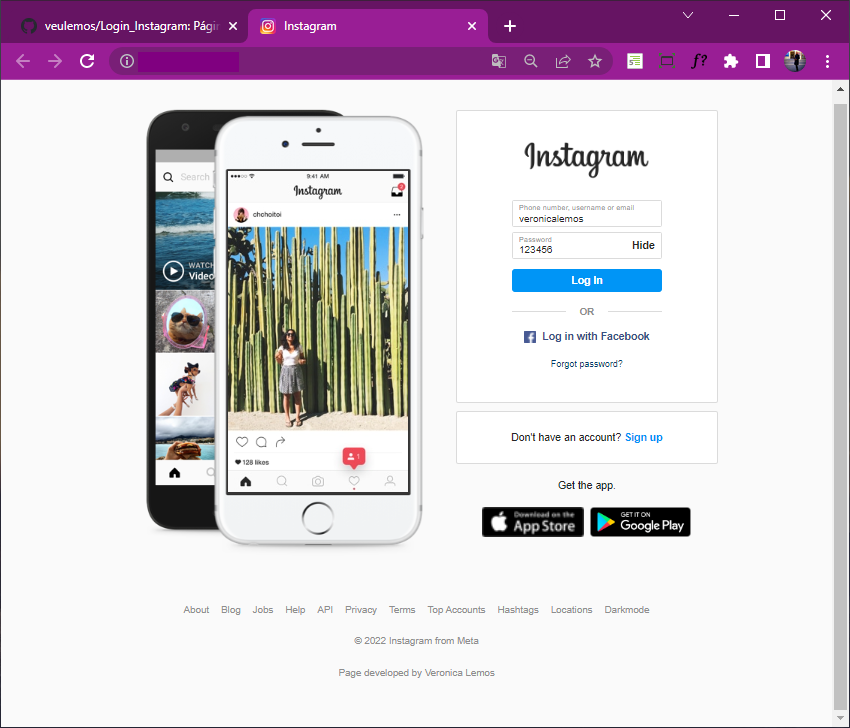 veulemos/Login_Instagram: Págin
Instagram
f?
Search
WATCH
Video
9:41 AM
Instagram
chchoitoi
128 likes
1
Instagram
Phone number, username or email
veronicalemos
Password
123456
Hide
Log In
OR
Log in with Facebook
Forgot password?
Don't have an account? Sign up
Get the app.
Download on the
App Store
GET IT ON
Google Play
About Blog Jobs Help API Privacy Terms Top Accounts Hashtags Locations Darkmode
© 2022 Instagram from Meta
Page developed by Veronica Lemos